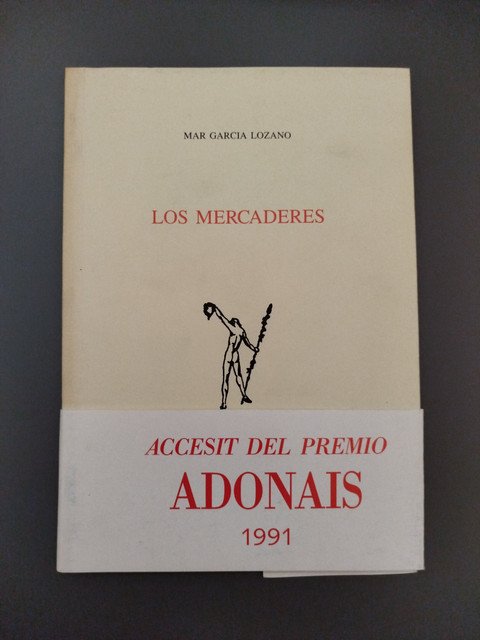 MAR GARCIA LOZANO
LOS MERCADERES
ACCESIT DEL PREMIO
ADONAIS
1991